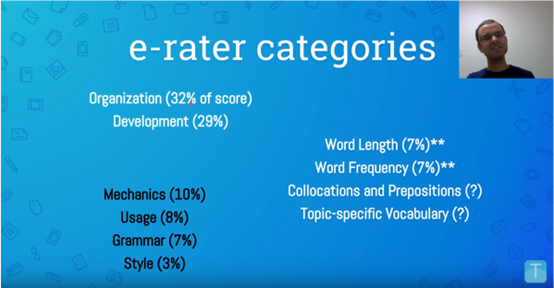 e-rater categories
Organization (32% of score)
Development (29%)
Word Length (7%)**
Word Frequency (7%)**
Collocations and Prepositions (?)
Topic-specific Vocabulary (?)
Mechanics (10%)
Usage (8%)
Grammar (7%)
Style (3%)
T